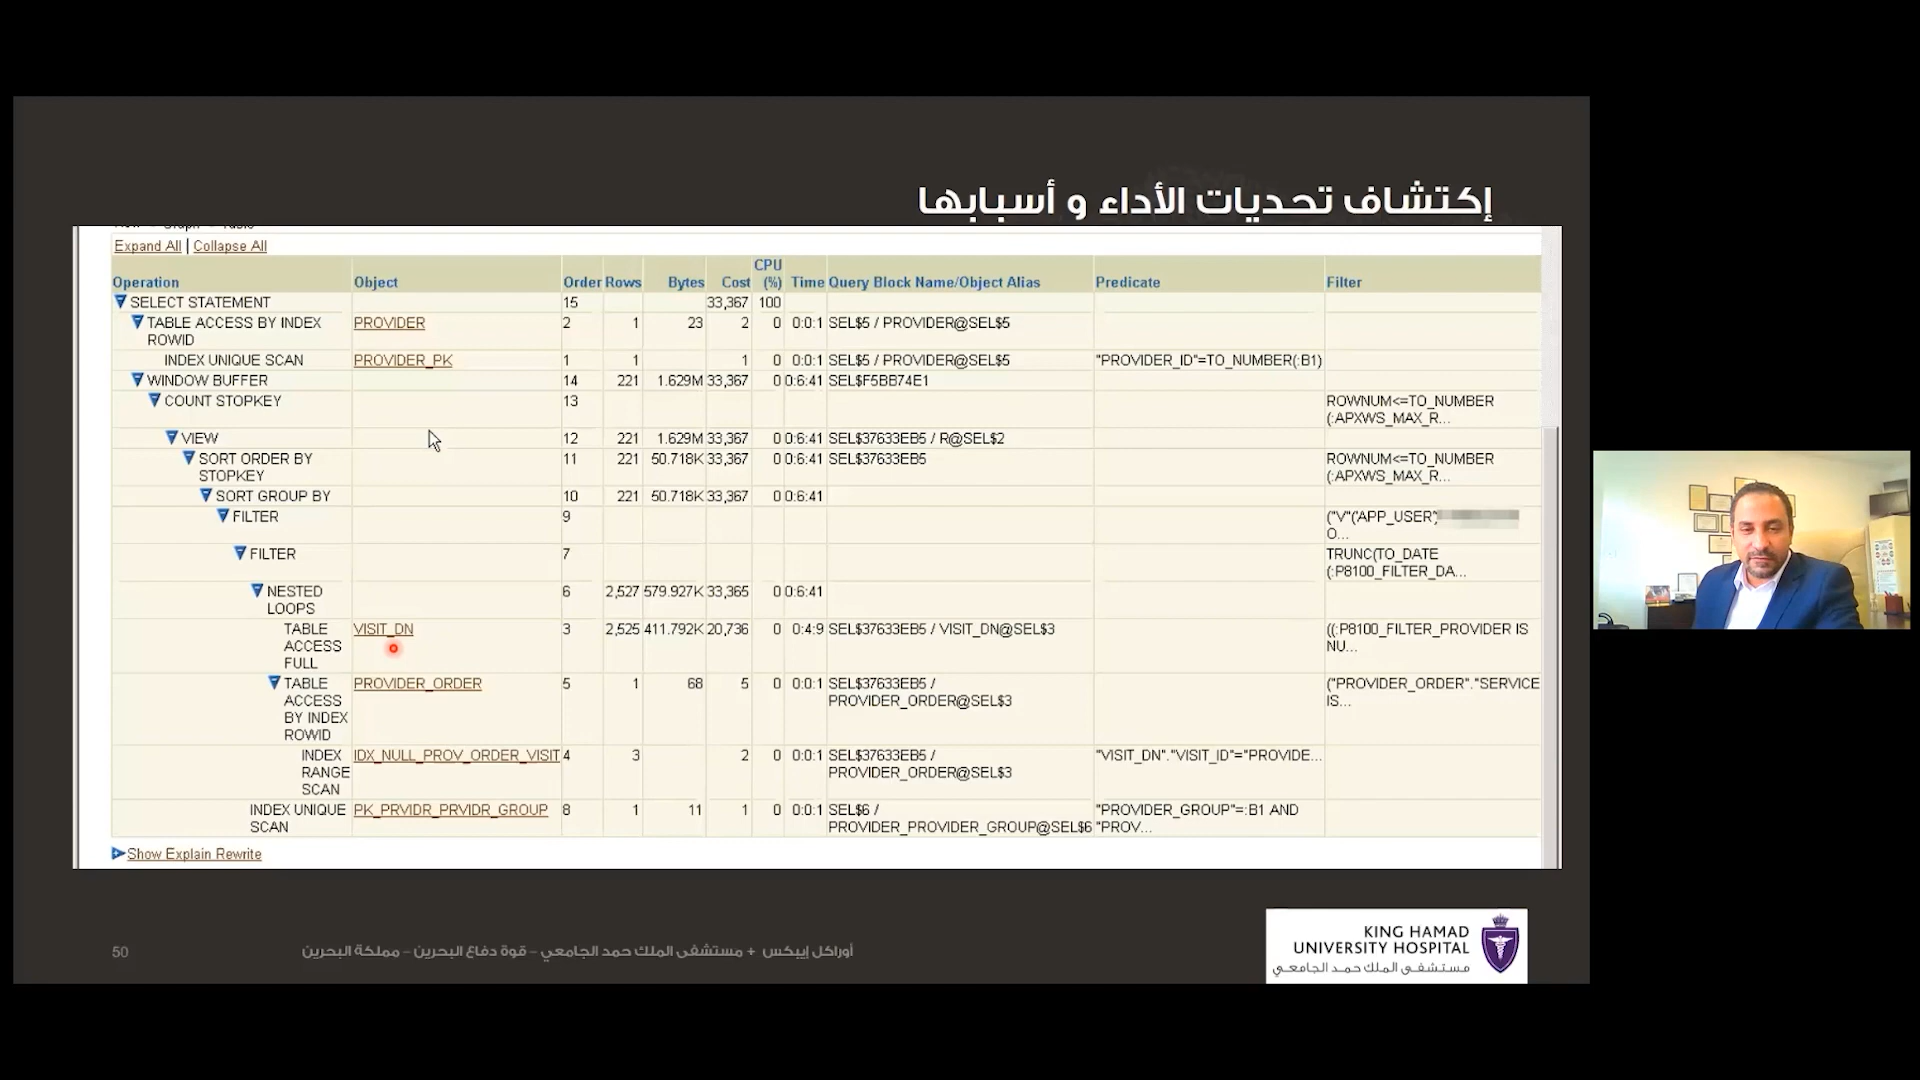 إكتشاف تحديات الأداء و أسبابها
Expand All | Collapse All
Operation Object Order Rows Bytes Cost CPU (%) Time Query Block Name/Object Alias Predicate Filter
SELECT STATEMENT 15 33,367 100
TABLE ACCESS BY INDEX ROWID PROVIDER 2 1 23 2 0 0:0:1 SEL$5 / PROVIDER@SEL$5
INDEX UNIQUE SCAN PROVIDER_PK 1 1 1 0 0:0:1 SEL$5 / PROVIDER@SEL$5 "PROVIDER_ID"=TO_NUMBER(:B1)
WINDOW BUFFER 14 221 1.629M 33,367 0 0:6:41 SEL$F5BB74E1
COUNT STOPKEY 13 ROWNUM<=TO_NUMBER (:APXWS_MAX_R...
VIEW 12 221 1.629M 33,367 0 0:6:41 SEL$37633EB5 / R@SEL$2
SORT ORDER BY STOPKEY 11 221 50.718K 33,367 0 0:6:41 SEL$37633EB5 ROWNUM<=TO_NUMBER (:APXWS_MAX_R...
SORT GROUP BY 10 221 50.718K 33,367 0 0:6:41
FILTER 9 ("V"('APP_USER') O...
FILTER 7 TRUNC(TO_DATE (:P8100_FILTER_DA...
NESTED LOOPS 6 2,527 579.927K 33,365 0 0:6:41
TABLE ACCESS FULL VISIT_DN 3 2,525 411.792K 20,736 0 0:4:9 SEL$37633EB5 / VISIT_DN@SEL$3 ((:P8100_FILTER_PROVIDER IS NU...
TABLE ACCESS BY INDEX ROWID PROVIDER_ORDER 5 1 68 5 0 0:0:1 SEL$37633EB5 / PROVIDER_ORDER@SEL$3 ("PROVIDER_ORDER"."SERVICE IS...
INDEX RANGE SCAN IDX_NULL_PROV_ORDER_VISIT 4 3 2 0 0:0:1 SEL$37633EB5 / PROVIDER_ORDER@SEL$3 "VISIT_DN"."VISIT_ID"="PROVIDE...
INDEX UNIQUE SCAN PK_PRVIDR_PRVIDR_GROUP 8 1 11 1 0 0:0:1 SEL$6 / PROVIDER_PROVIDER_GROUP@SEL$6 "PROVIDER_GROUP"=:B1 AND "PROV...
Show Explain Rewrite
50
أوراكل إيبكس + مستشفى الملك حمد الجامعي – قوة دفاع البحرين – مملكة البحرين
KING HAMAD
UNIVERSITY HOSPITAL
مستشفى الملك حمد الجامعي